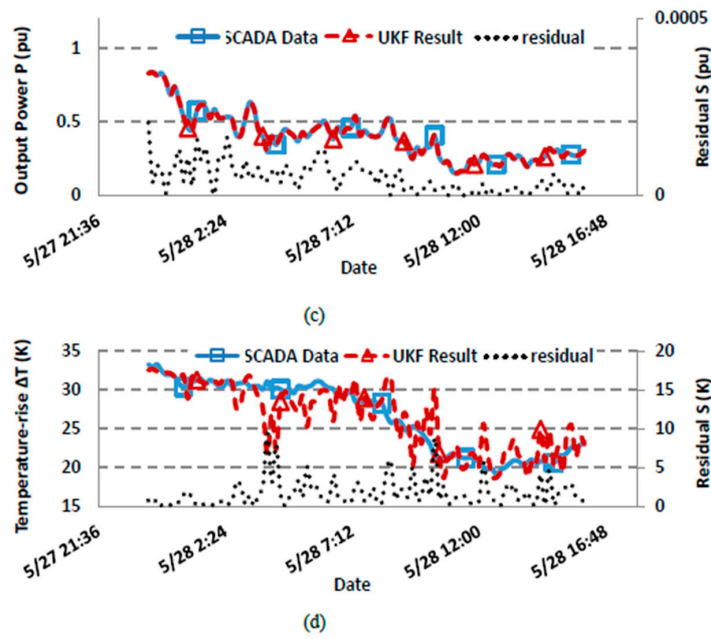 0.0005
1
SCADA Data
UKF Result
residual
0.5
0
0
Output Power P (pu)
Residual S (pu)
5/27 21:36
5/28 2:24
5/28 7:12
5/28 12:00
5/28 16:48
Date
(c)
35
30
25
20
15
SCADA Data
UKF Result
residual
20
15
10
5
0
Temperature-rise ΔT (K)
Residual S (K)
5/27 21:36
5/28 2:24
5/28 7:12
5/28 12:00
5/28 16:48
Date
(d)